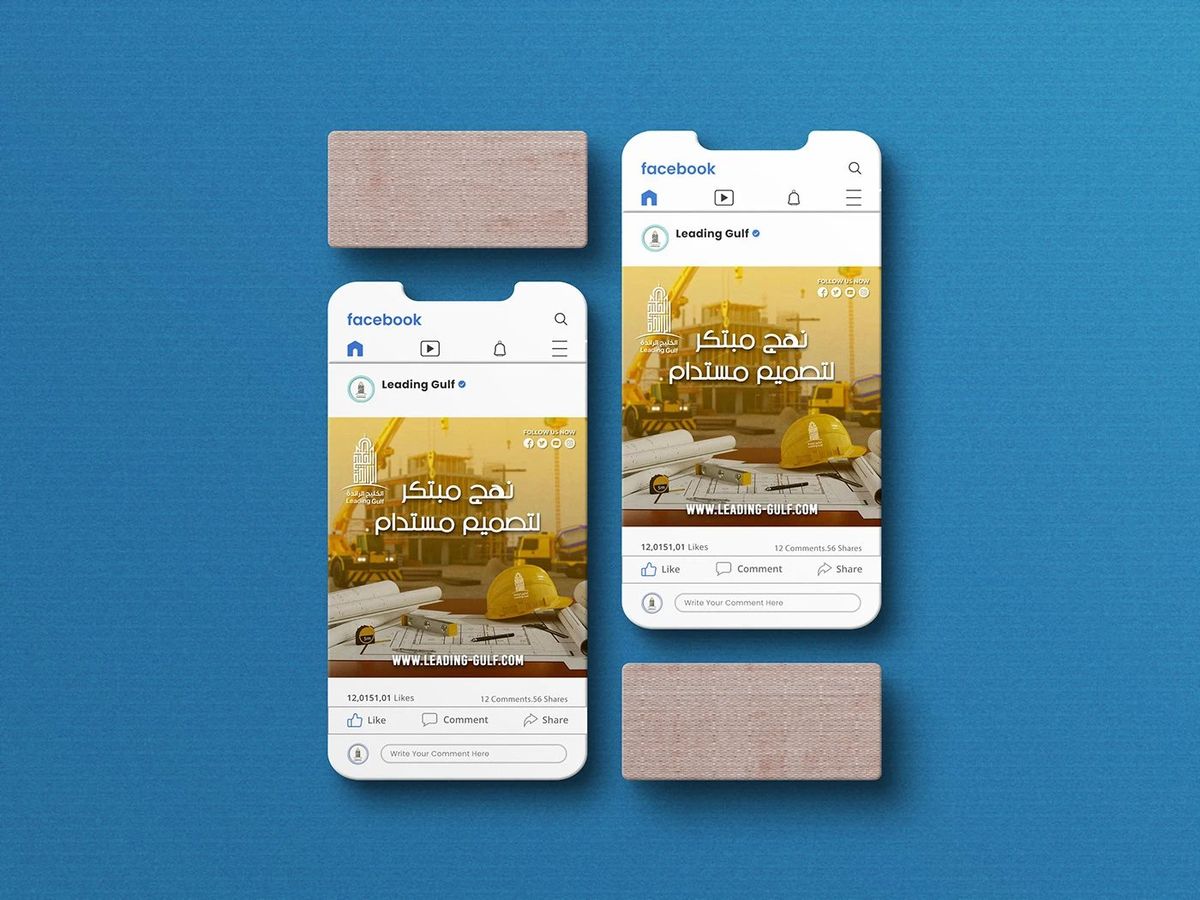 facebook
Leading Gulf
FOLLOW US NOW
الخليج الرائدة
Leading Gulf
نهج مبتكر
لتصميم مستدام .
5m
WWW.LEADING-GULF.COM
12,0151,01 Likes
12 Comments.56 Shares
Like
Comment
Share
Write Your Comment Here
facebook
Leading Gulf
FOLLOW US NOW
الخليج الرائدة
Leading Gulf
نهج مبتكر
لتصميم مستدام .
5m
WWW.LEADING-GULF.COM
12,0151,01 Likes
12 Comments.56 Shares
Like
Comment
Share
Write Your Comment Here